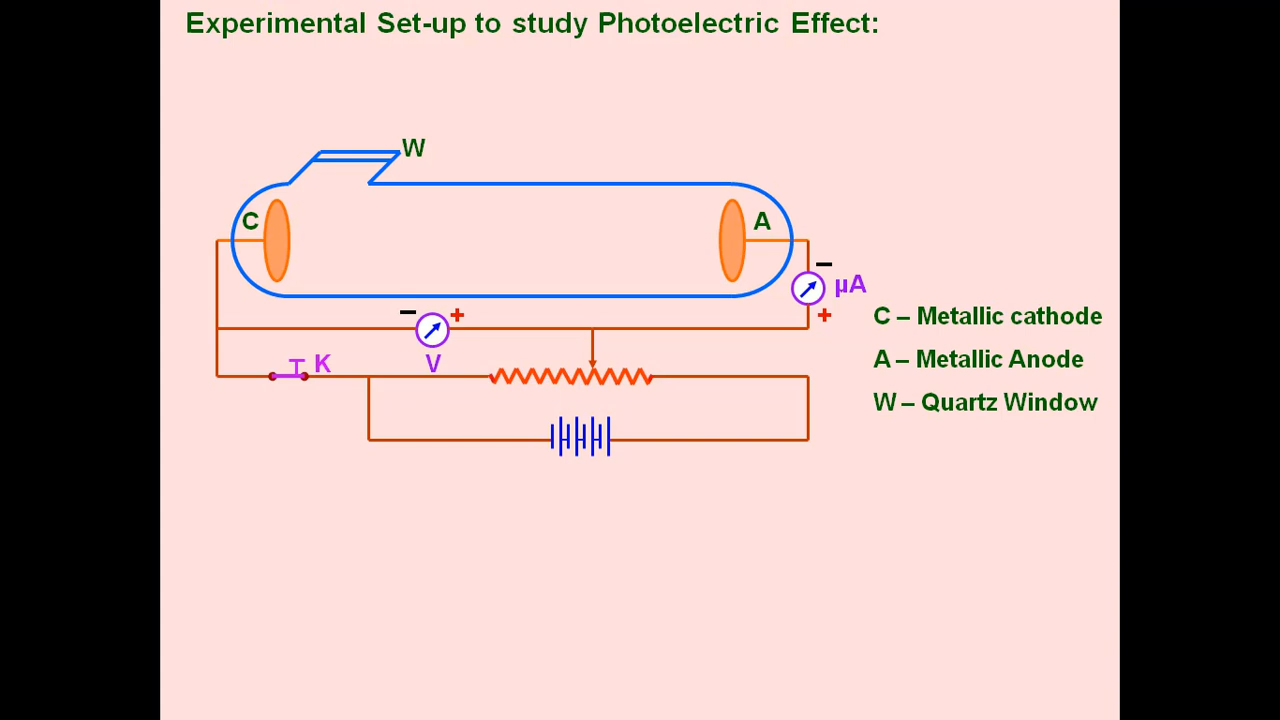 Experimental Set-up to study Photoelectric Effect:
W
C
A
– 
µA
+
C – Metallic cathode
– +
V
K
A – Metallic Anode
W – Quartz Window